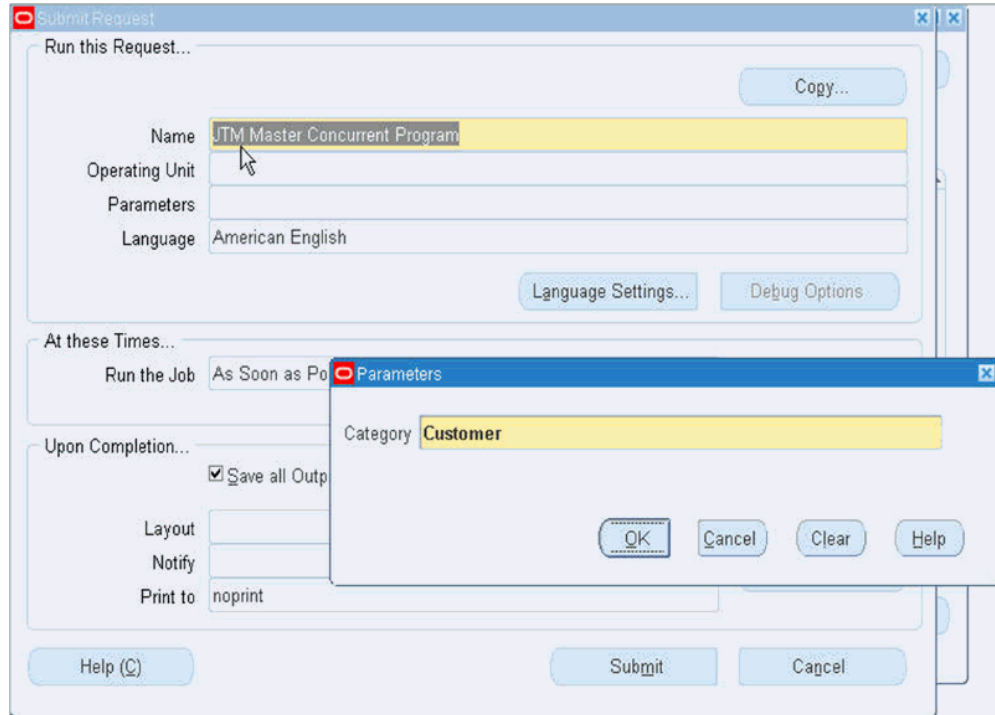 Submit Request
Run this Request...
Copy...
Name JTM Master Concurrent Program
Operating Unit
Parameters
Language American English
Language Settings... Debug Options
At these Times...
Run the Job As Soon as Po
Parameters
Category Customer
Upon Completion...
Save all Outp
OK Cancel Clear Help
Layout
Notify
Print to noprint
Help (C) Submit Cancel